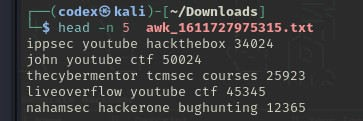 ┌──(codex㉿kali)-[~/Downloads]
└─$ head -n 5 awk_1611727975315.txt
ippsec youtube hackthebox 34024
john youtube ctf 50024
thecybermentor tcmsec courses 25923
liveoverflow youtube ctf 45345
nahamsec hackerone bughunting 12365